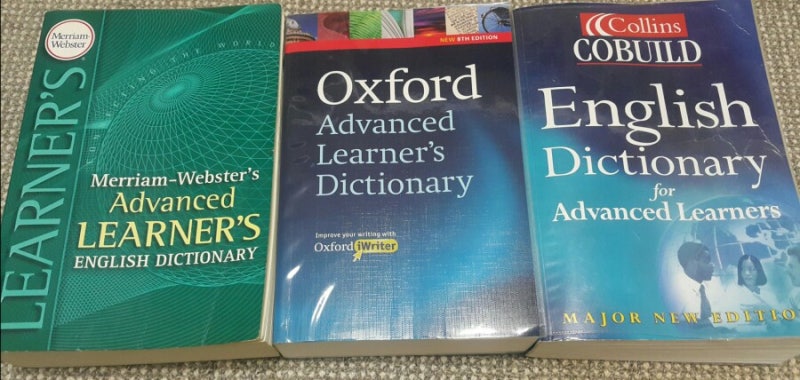 Merriam-
Webster
LEARNER'S
Merriam-Webster's
Advanced
LEARNER'S
ENGLISH DICTIONARY
NEW 8TH EDITION
Oxford
Advanced
Learner's
Dictionary
Improve your writing with
Oxford iWriter
Collins
COBUILD
English
Dictionary
for
Advanced Learners
MAJOR NEW EDITIO